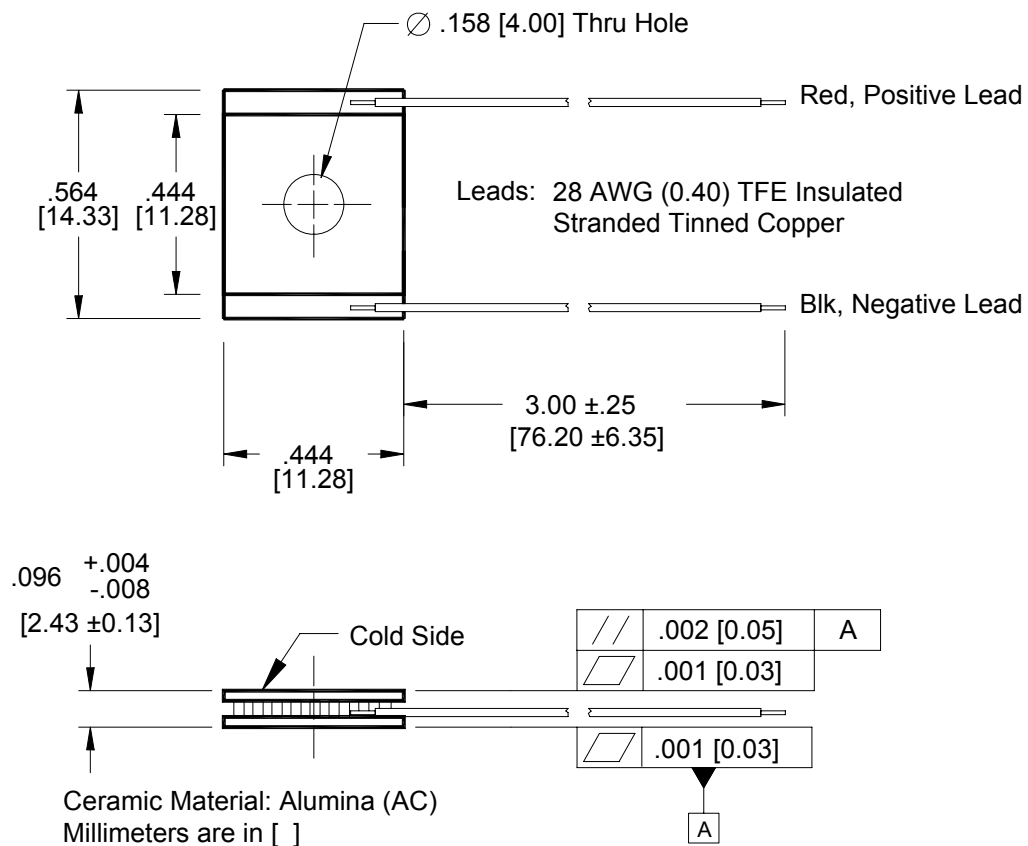 ∅ .158 [4.00] Thru Hole
Red, Positive Lead
.564
[14.33]
.444
[11.28]
Leads: 28 AWG (0.40) TFE Insulated
Stranded Tinned Copper
Blk, Negative Lead
3.00 ±.25
[76.20 ±6.35]
.444
[11.28]
.096 +.004
-.008
[2.43 ±0.13]
Cold Side
// .002 [0.05] A
⏥ .001 [0.03]
⏥ .001 [0.03]
A
Ceramic Material: Alumina (AC)
Millimeters are in [ ]